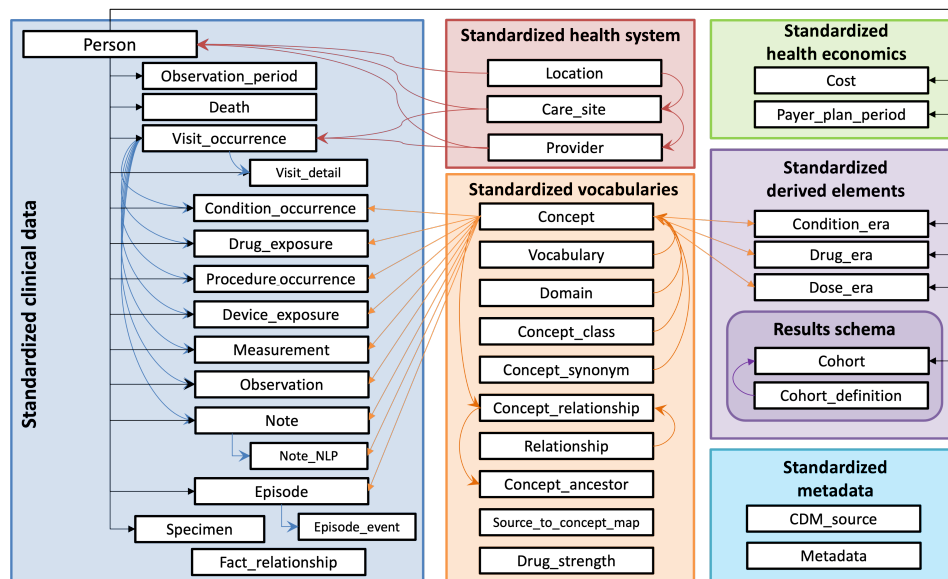 Standardized clinical data
Person
Observation_period
Death
Visit_occurrence
Visit_detail
Condition_occurrence
Drug_exposure
Procedure_occurrence
Device_exposure
Measurement
Observation
Note
Note_NLP
Episode
Specimen
Episode_event
Fact_relationship
Standardized health system
Location
Care_site
Provider
Standardized vocabularies
Concept
Vocabulary
Domain
Concept_class
Concept_synonym
Concept_relationship
Relationship
Concept_ancestor
Source_to_concept_map
Drug_strength
Standardized
health economics
Cost
Payer_plan_period
Standardized
derived elements
Condition_era
Drug_era
Dose_era
Results schema
Cohort
Cohort_definition
Standardized
metadata
CDM_source
Metadata